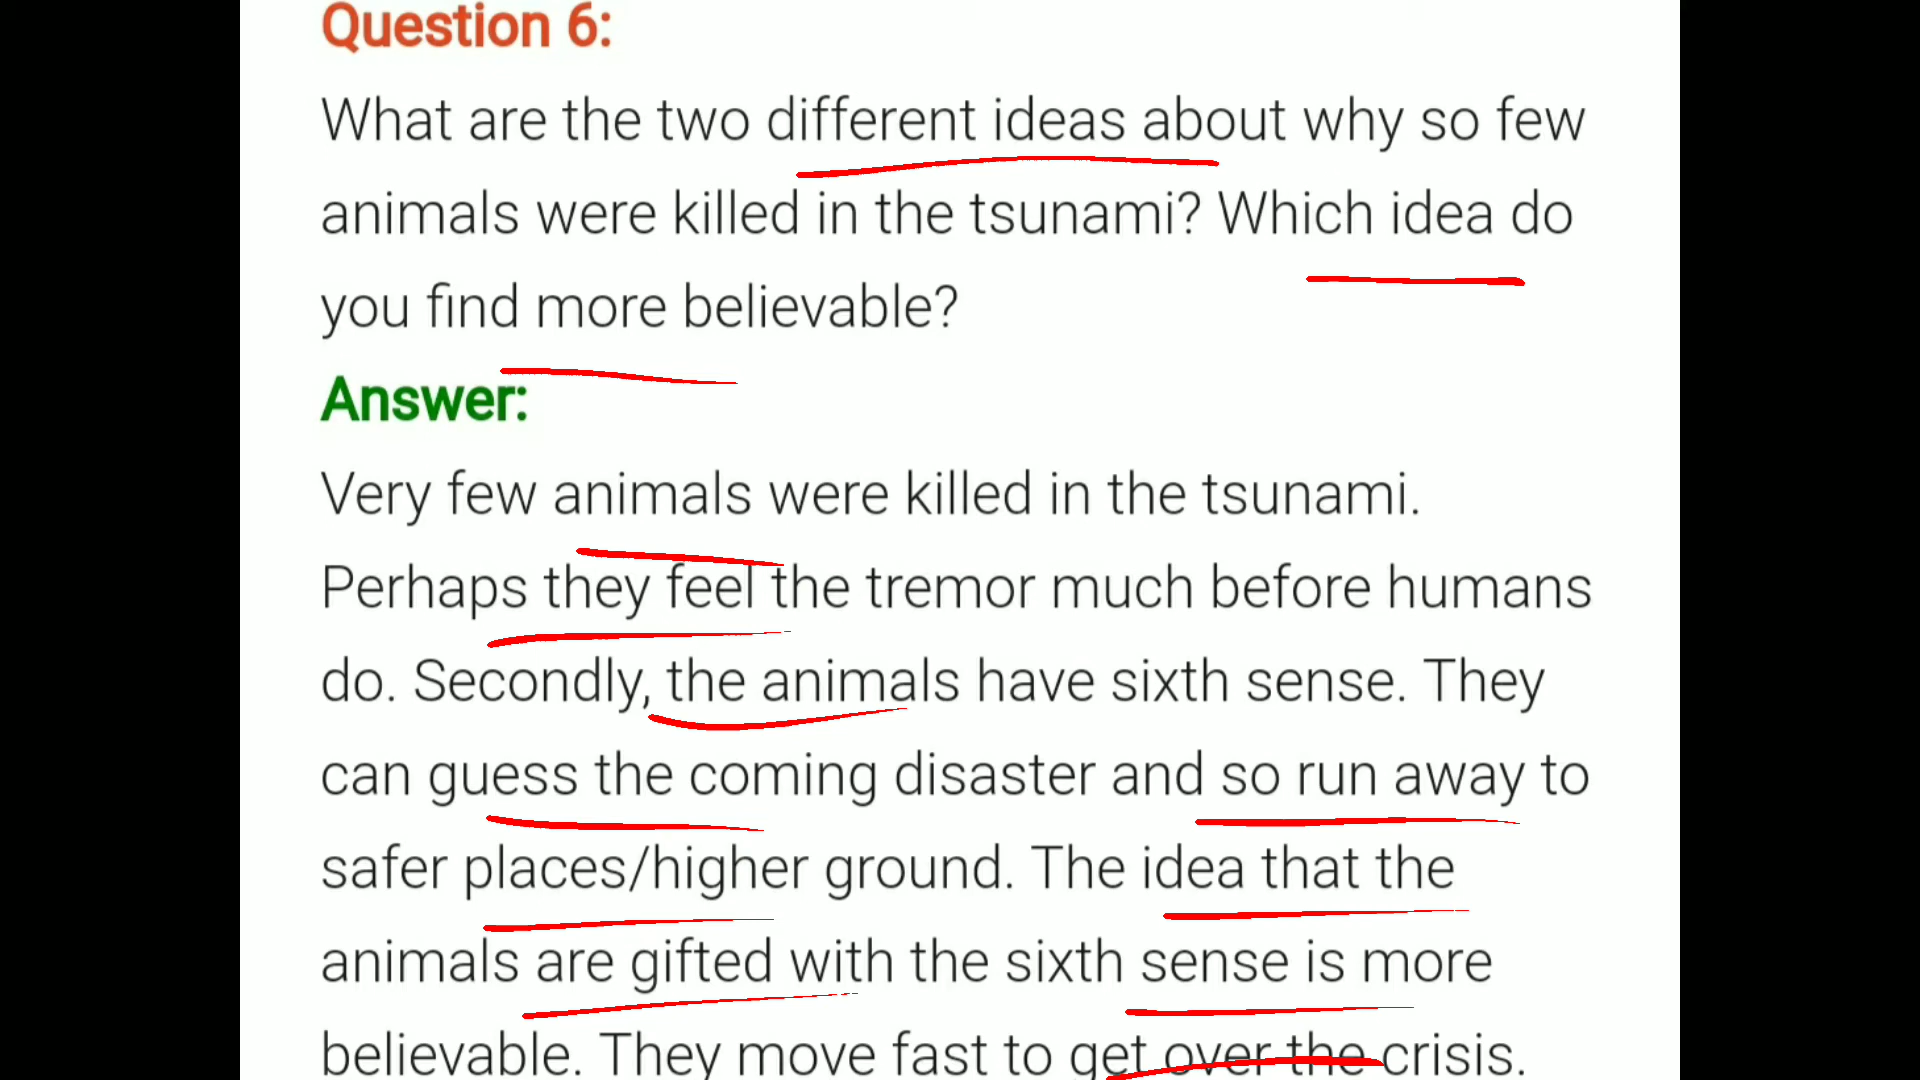 Question 6:
What are the two different ideas about why so few
animals were killed in the tsunami? Which idea do
you find more believable?
Answer:
Very few animals were killed in the tsunami.
Perhaps they feel the tremor much before humans
do. Secondly, the animals have sixth sense. They
can guess the coming disaster and so run away to
safer places/higher ground. The idea that the
animals are gifted with the sixth sense is more
believable. They move fast to get over the crisis.